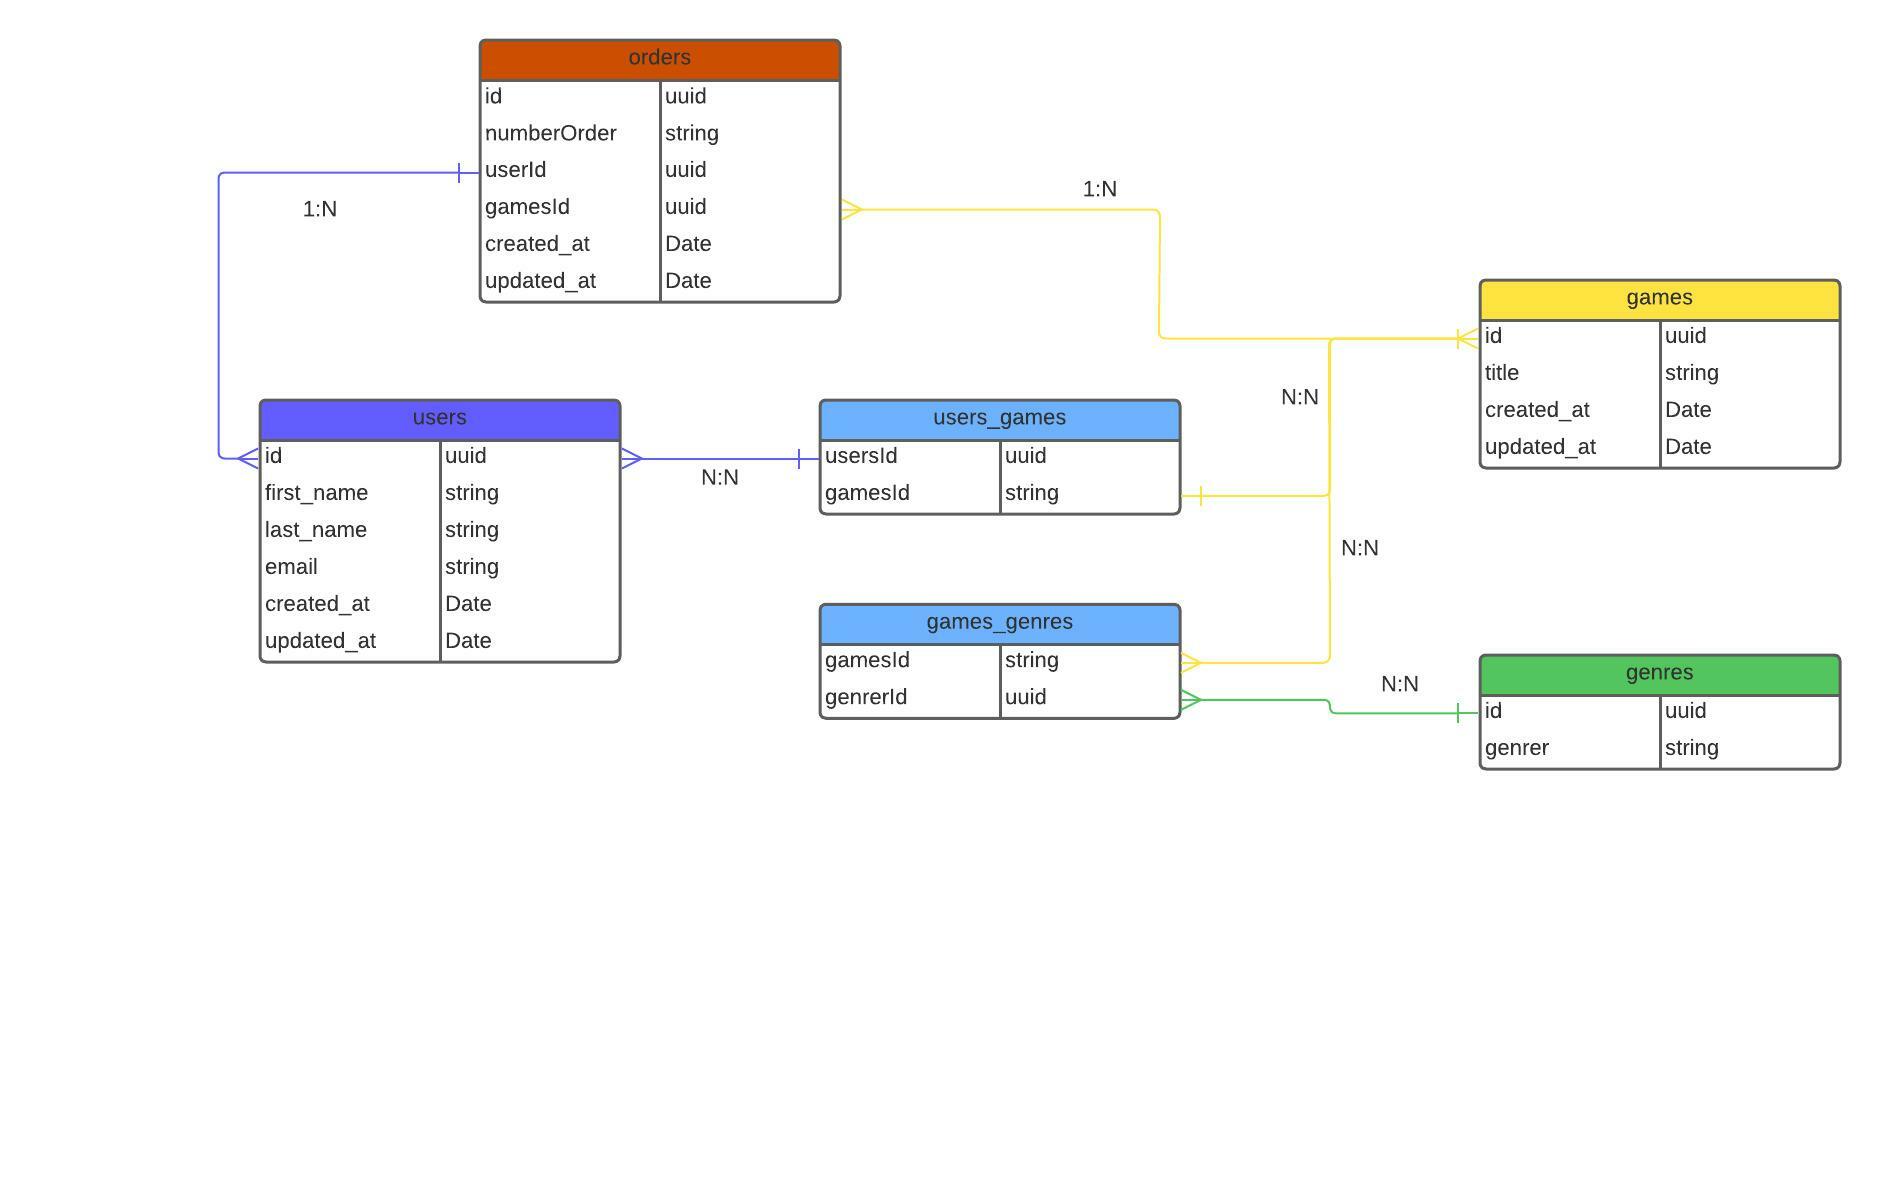 orders
id uuid
numberOrder string
userId uuid
gamesId uuid
created_at Date
updated_at Date
1:N
1:N
games
id uuid
title string
created_at Date
updated_at Date
users
id uuid
first_name string
last_name string
email string
created_at Date
updated_at Date
N:N
users_games
usersId uuid
gamesId string
N:N
N:N
games_genres
gamesId string
genrerId uuid
N:N
genres
id uuid
genrer string